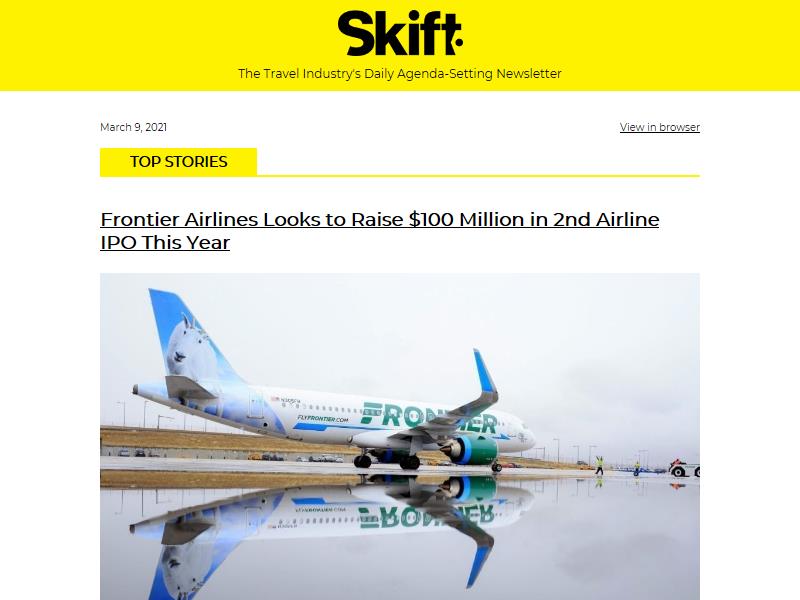 Skift
The Travel Industry's Daily Agenda-Setting Newsletter
March 9, 2021
View in browser
TOP STORIES
Frontier Airlines Looks to Raise $100 Million in 2nd Airline
IPO This Year
FRONTIER
FLYFRONTIER.COM